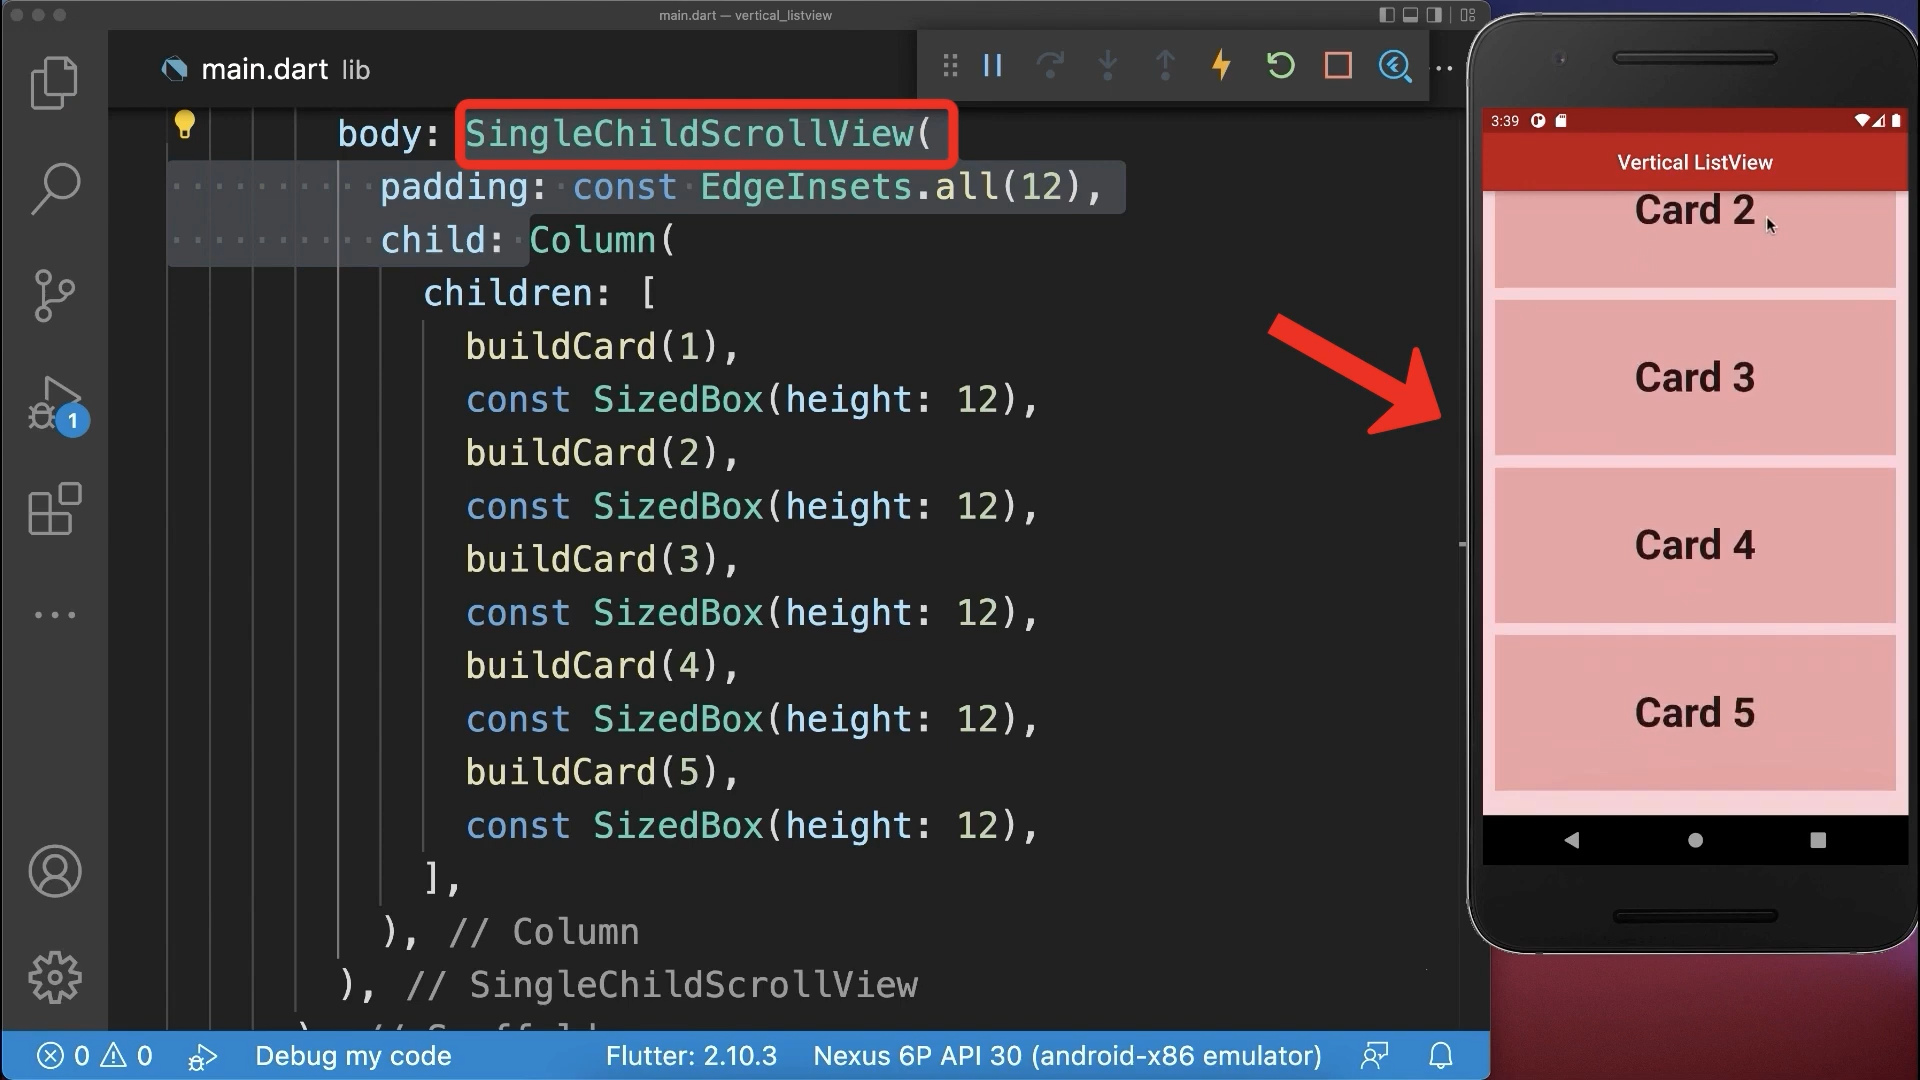 main.dart — vertical_listview
main.dart lib
body: SingleChildScrollView(
padding: const EdgeInsets.all(12),
child: Column(
children: [
buildCard(1),
const SizedBox(height: 12),
buildCard(2),
const SizedBox(height: 12),
buildCard(3),
const SizedBox(height: 12),
buildCard(4),
const SizedBox(height: 12),
buildCard(5),
const SizedBox(height: 12),
],
), // Column
), // SingleChildScrollView
1
0 0 Debug my code Flutter: 2.10.3 Nexus 6P API 30 (android-x86 emulator)
3:39
Vertical ListView
Card 2
Card 3
Card 4
Card 5